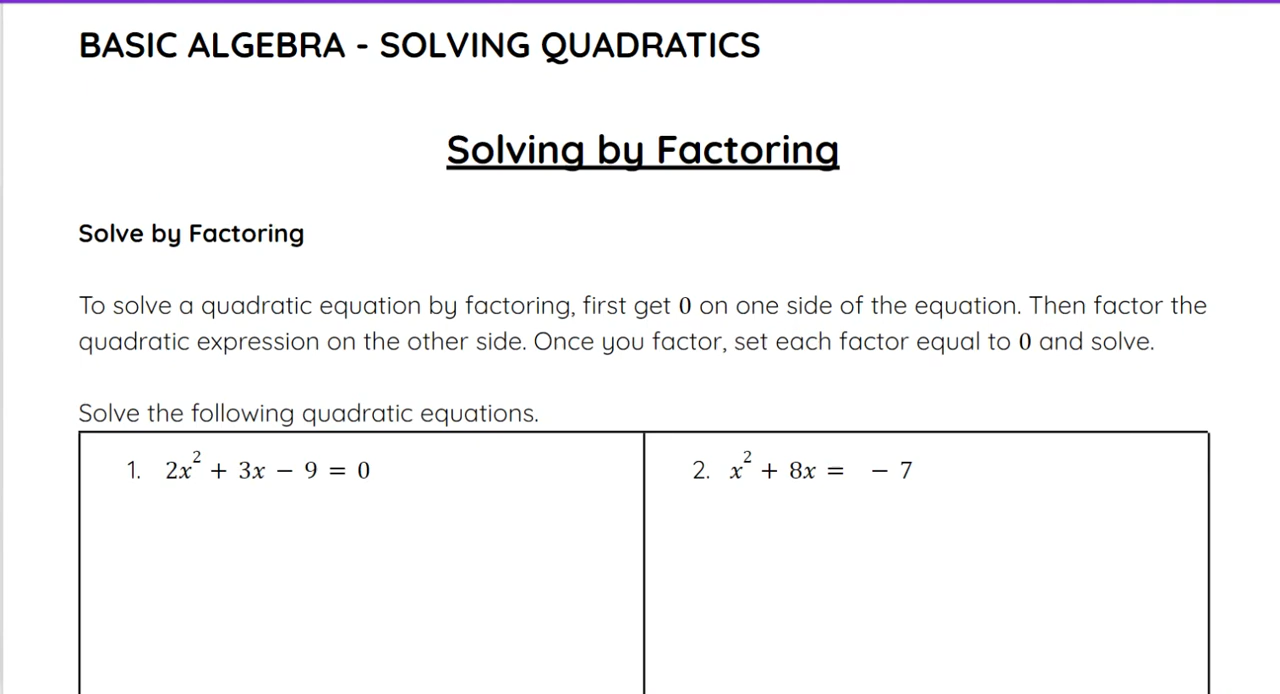 BASIC ALGEBRA - SOLVING QUADRATICS
Solving by Factoring
Solve by Factoring
To solve a quadratic equation by factoring, first get 0 on one side of the equation. Then factor the
quadratic expression on the other side. Once you factor, set each factor equal to 0 and solve.
Solve the following quadratic equations.
1. 2x² + 3x − 9 = 0
2. x² + 8x = − 7